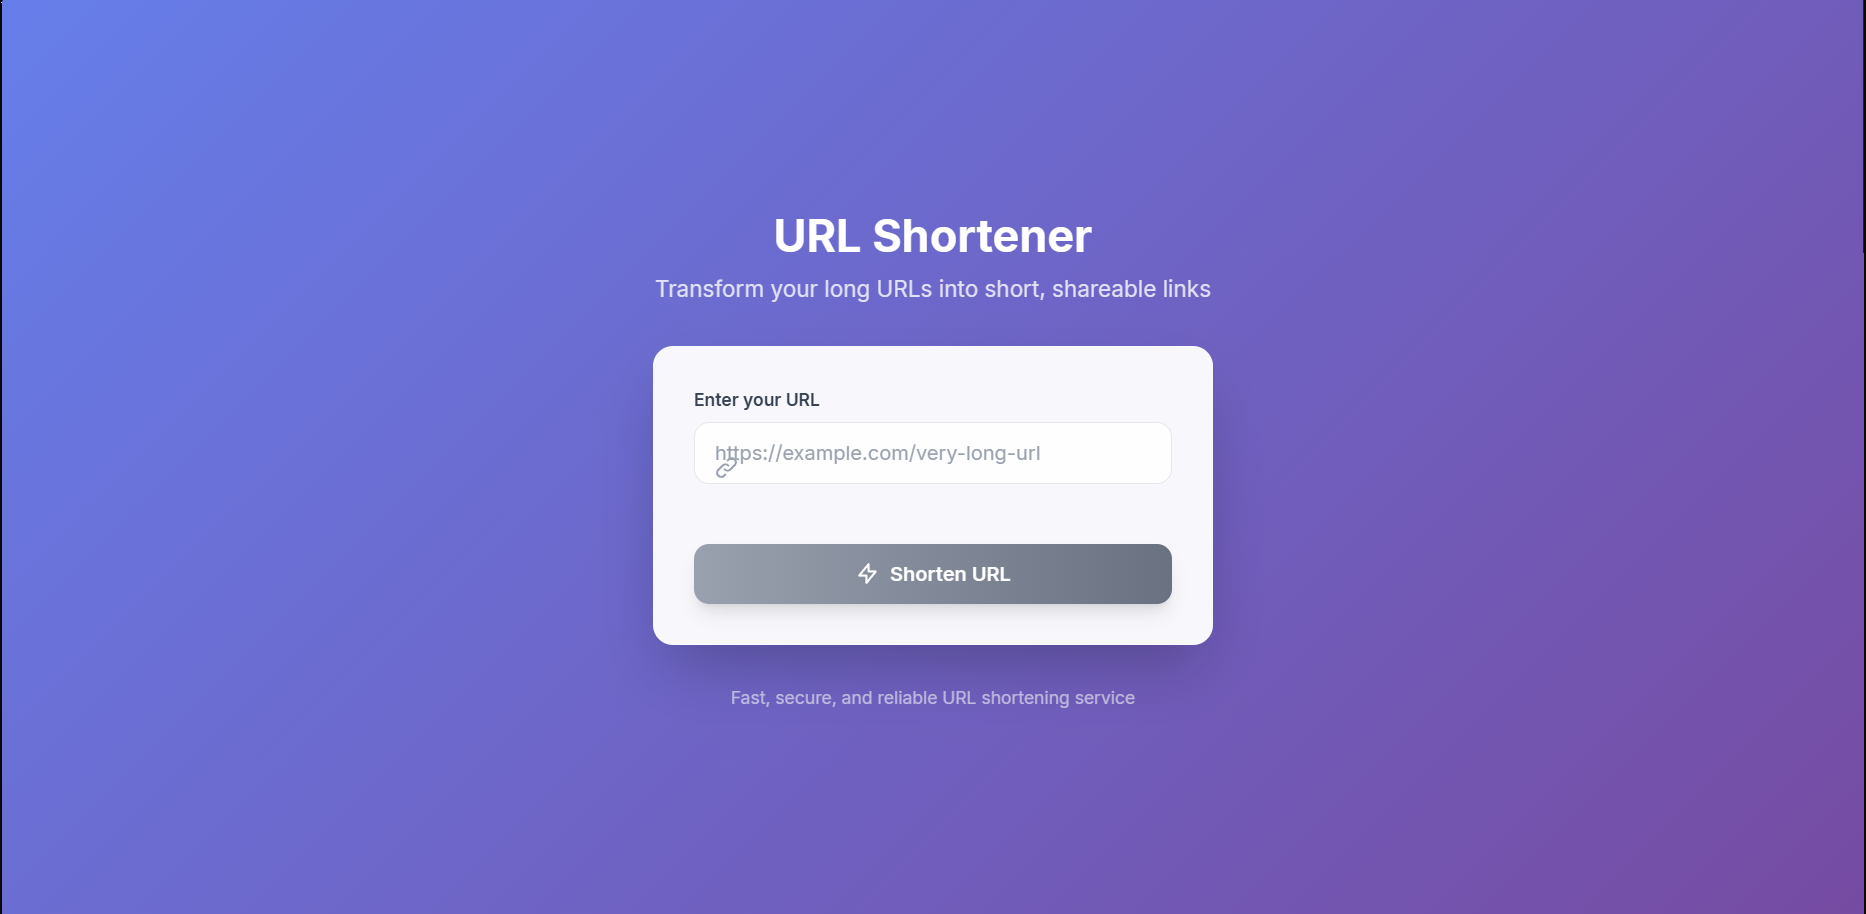 URL Shortener
Transform your long URLs into short, shareable links
Enter your URL
https://example.com/very-long-url
Shorten URL
Fast, secure, and reliable URL shortening service